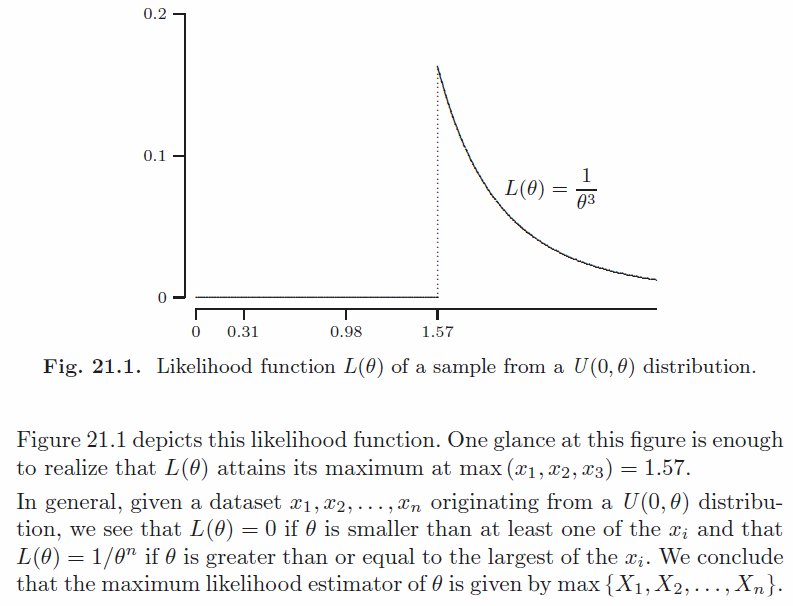 0.2
0.1
0
L(θ) = 1/θ³
0 0.31 0.98 1.57
Fig. 21.1. Likelihood function L(θ) of a sample from a U(0, θ) distribution.
Figure 21.1 depicts this likelihood function. One glance at this figure is enough
to realize that L(θ) attains its maximum at max (x₁, x₂, x₃) = 1.57.
In general, given a dataset x₁, x₂, . . . , xₙ originating from a U(0, θ) distribu-
tion, we see that L(θ) = 0 if θ is smaller than at least one of the xᵢ and that
L(θ) = 1/θⁿ if θ is greater than or equal to the largest of the xᵢ. We conclude
that the maximum likelihood estimator of θ is given by max {X₁, X₂, . . . , Xₙ}.